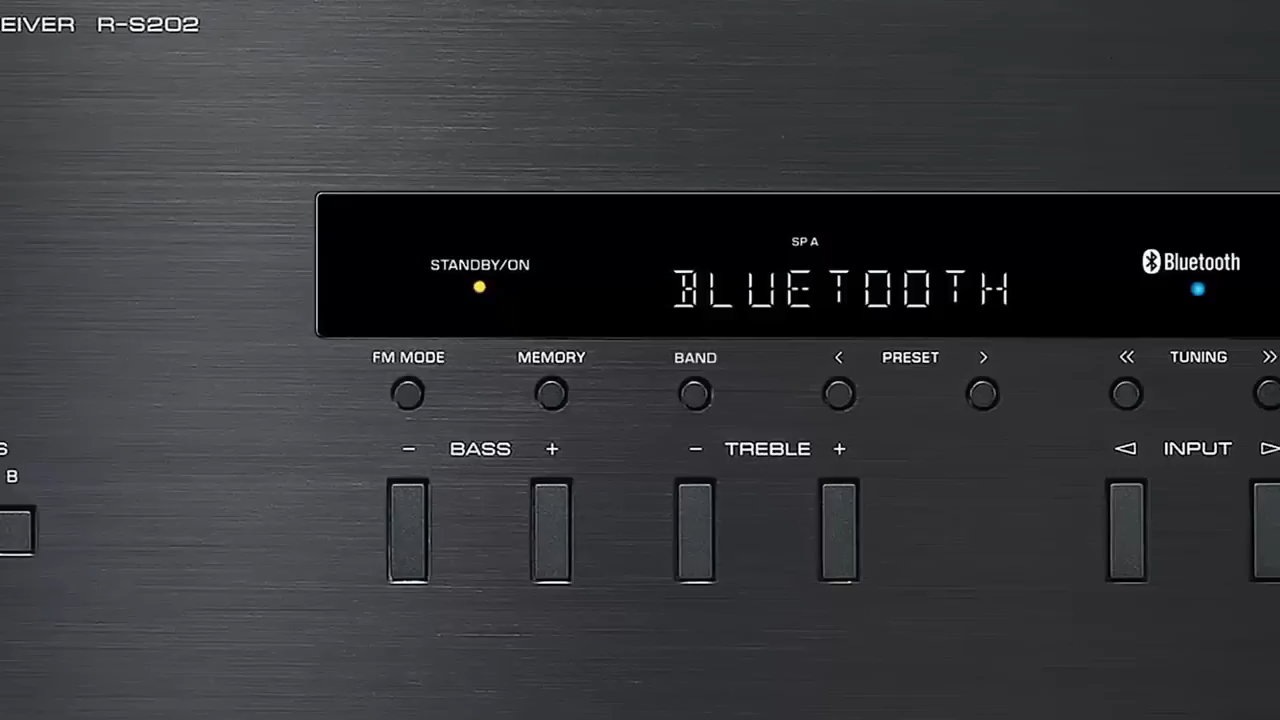 EIVER R-S202
SP A
STANDBY/ON
Bluetooth
BLUETOOTH
FM MODE MEMORY BAND < PRESET > << TUNING >>
S
- BASS + - TREBLE + ◁ INPUT ▷
B